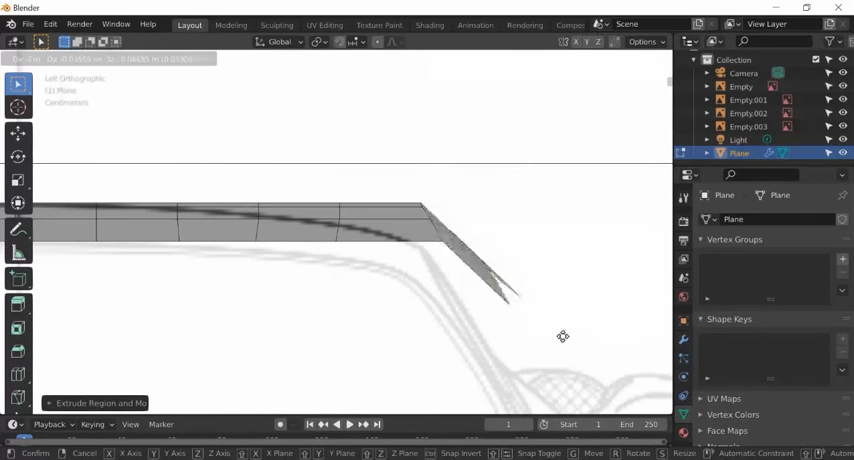 Blender
File Edit Render Window Help Layout Modeling Sculpting UV Editing Texture Paint Shading Animation Rendering Compos Scene View Layer
Global X Y Z Options
Left Orthographic
(1) Plane
Centimeters
Collection
Camera
Empty
Empty.001
Empty.002
Empty.003
Light
Plane
Plane Plane
Plane
Vertex Groups
Shape Keys
UV Maps
Vertex Colors
Face Maps
Extrude Region and Mo
Playback Keying View Marker 1 Start 1 End 250
Confirm Cancel X X Axis Y Y Axis Z Z Axis X X Plane Y Y Plane Z Z Plane Ctrl Snap Invert Snap Toggle G Move R Rotate S Resize Automatic Constraint Autom